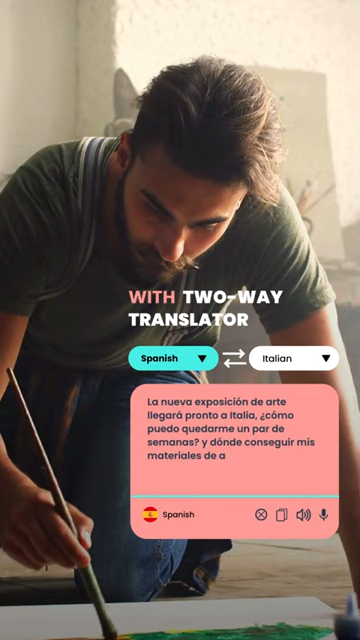 WITH TWO-WAY
TRANSLATOR
Spanish
Italian
La nueva exposición de arte
llegará pronto a Italia, ¿cómo
puedo quedarme un par de
semanas? y dónde conseguir mis
materiales de a
Spanish